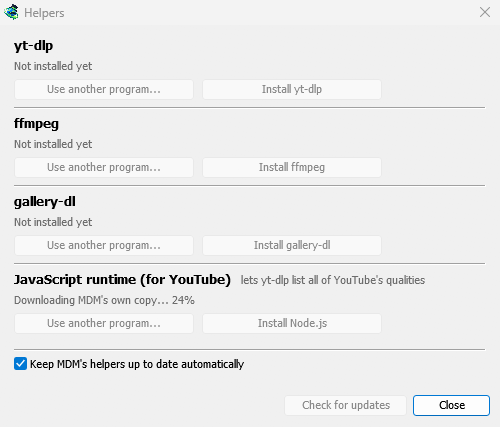 Helpers
yt-dlp
Not installed yet
Use another program... Install yt-dlp
ffmpeg
Not installed yet
Use another program... Install ffmpeg
gallery-dl
Not installed yet
Use another program... Install gallery-dl
JavaScript runtime (for YouTube) lets yt-dlp list all of YouTube's qualities
Downloading MDM's own copy... 24%
Use another program... Install Node.js
Keep MDM's helpers up to date automatically
Check for updates Close